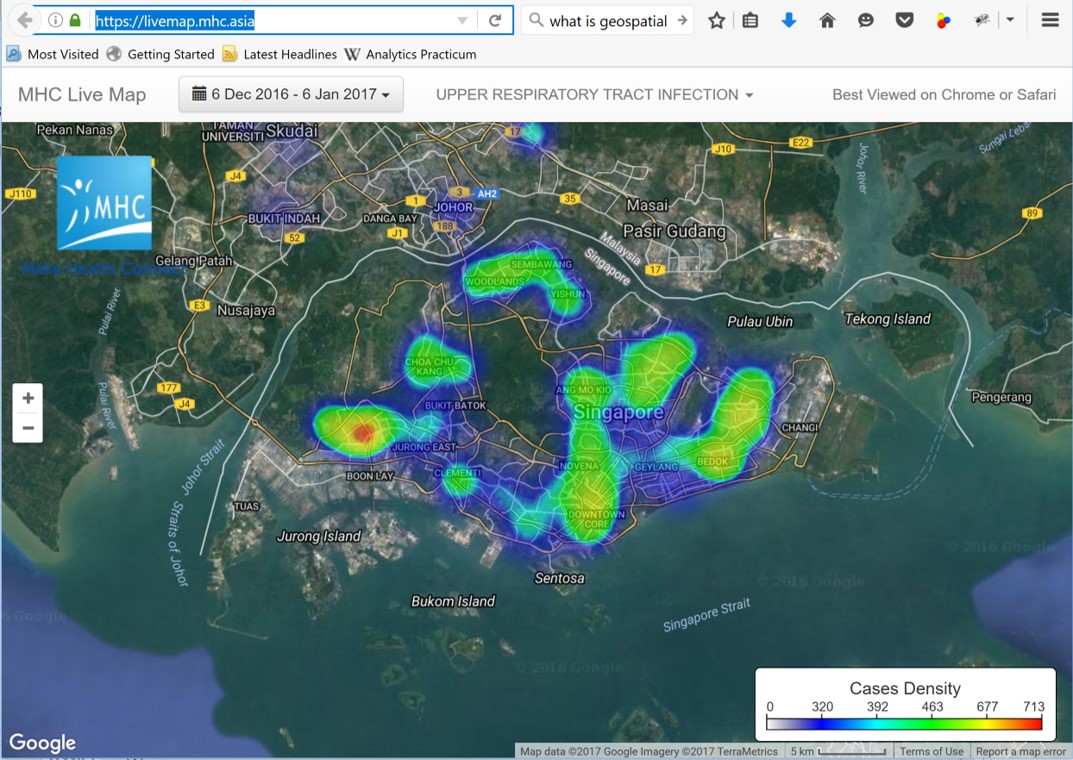 https://livemap.mhc.asia
what is geospatial
Most Visited Getting Started Latest Headlines W Analytics Practicum
MHC Live Map 6 Dec 2016 - 6 Jan 2017 UPPER RESPIRATORY TRACT INFECTION Best Viewed on Chrome or Safari
Pekan Nanas
TAMAN
UNIVERSITI
Skudai
17
J10
E22
Sungai Lebam
Johor River
J110
J4
MHC
Make Health Connect
3
AH2
1
35
JOHOR
Masai
89
BUKIT INDAH
DANGA BAY
188
52
J1
Pasir Gudang
Gelang Patah
Malaysia
Singapore
17
SEMBAWANG
WOODLANDS
YISHUN
Pulai River
E3
Nusajaya
Pulau Ubin
Tekong Island
CHOA CHU
KANG
177
J4
Pulai River
ANG MO KIO
Pengerang
+
−
BUKIT BATOK
Singapore
CHANGI
JURONG EAST
Johor Strait
BOON LAY
CLEMENTI
NOVENA
GEYLANG
BEDOK
TUAS
DOWNTOWN
CORE
Straits of Johor
Jurong Island
© 2016 Google
Sentosa
© 2016 Google
Bukom Island
Singapore Strait
6 Google
© 2016 Google
Cases Density
0 320 392 463 677 713
Google
Map data ©2017 Google Imagery ©2017 TerraMetrics 5 km Terms of Use Report a map error